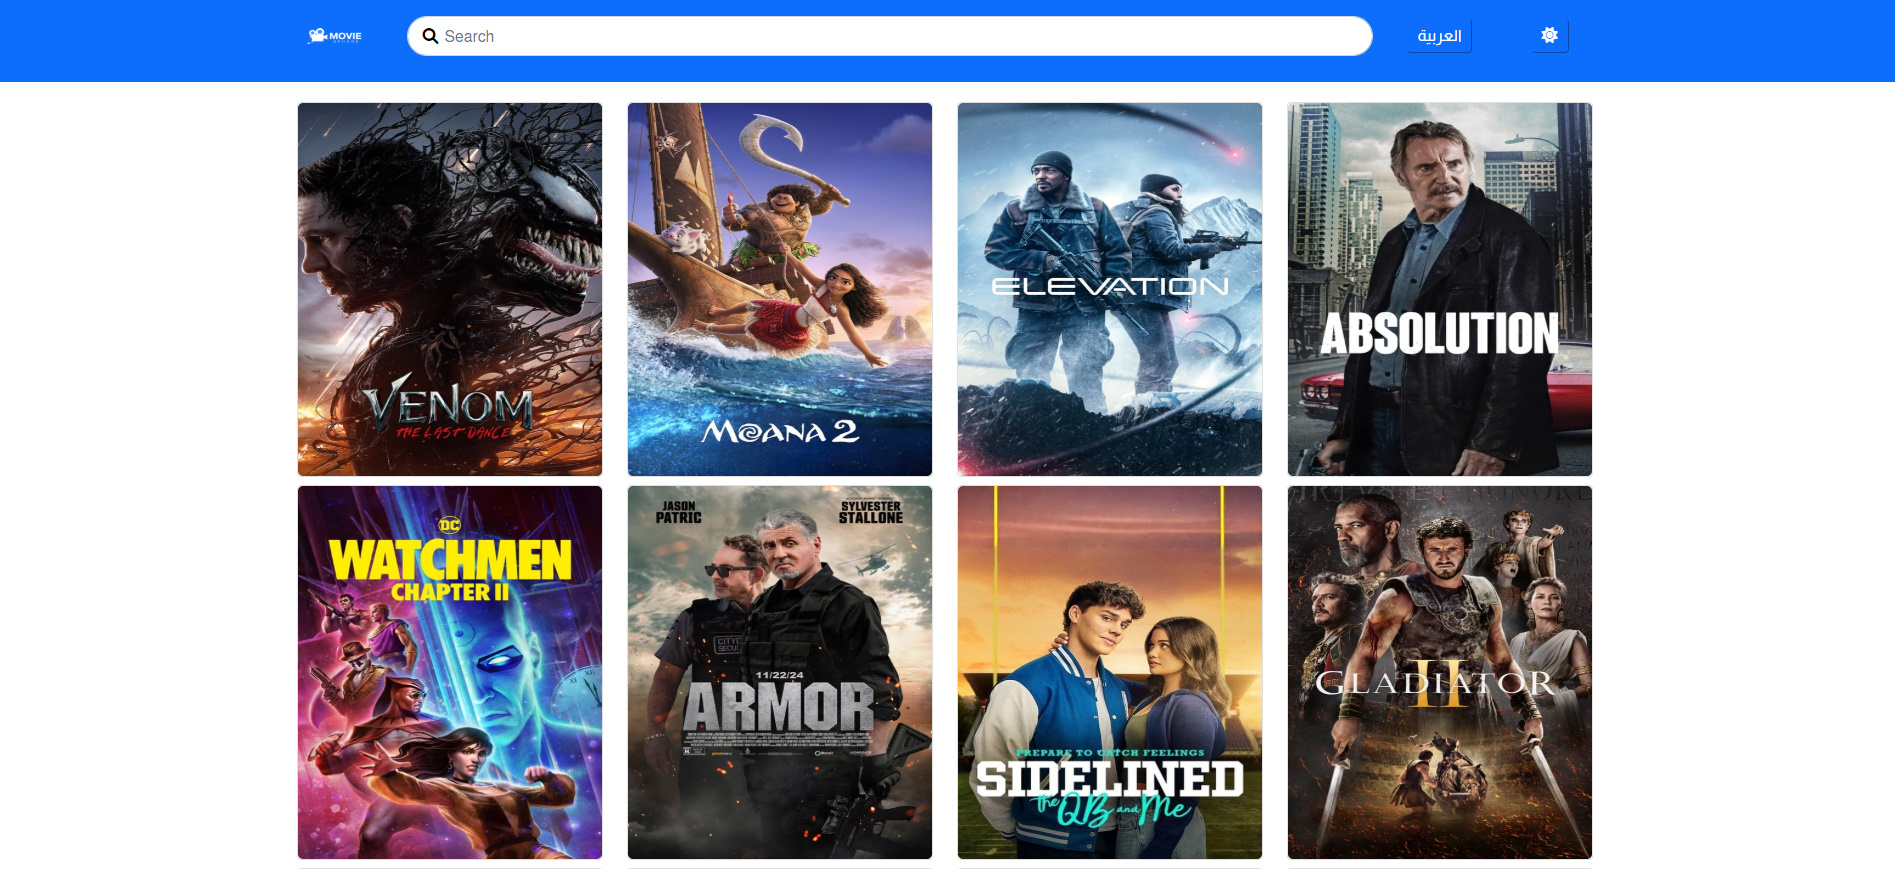 MOVIE
Search
العربية
VENOM
THE LAST DANCE
MOANA 2
ELEVATION
ABSOLUTION
DC
WATCHMEN
CHAPTER II
JASON
PATRIC
SYLVESTER
STALLONE
CITY
11/22/24
ARMOR
PREPARE TO CATCH FEELINGS
SIDELINED
the QB and Me
II
GLADIATOR